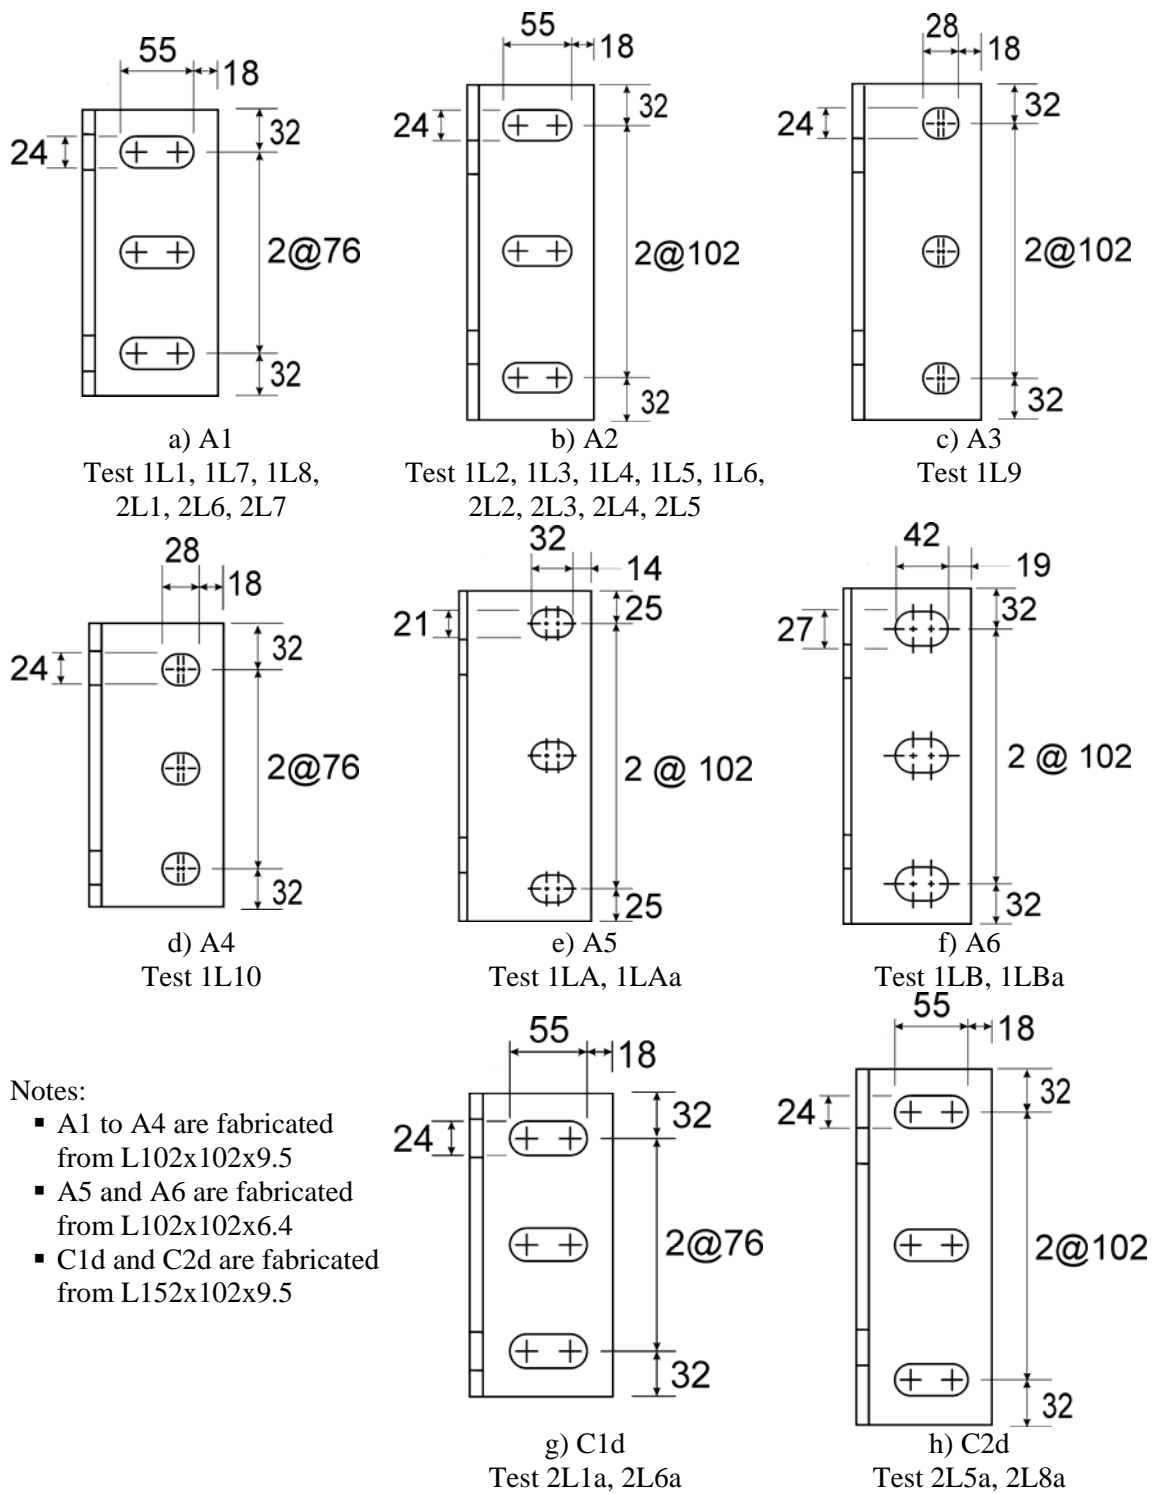 55
18
24
32
2@76
32
a) A1
Test 1L1, 1L7, 1L8,
2L1, 2L6, 2L7
55
18
24
32
2@102
32
b) A2
Test 1L2, 1L3, 1L4, 1L5, 1L6,
2L2, 2L3, 2L4, 2L5
28
18
24
32
2@102
32
c) A3
Test 1L9
28
18
24
32
2@76
32
d) A4
Test 1L10
32
14
21
25
2 @ 102
25
e) A5
Test 1LA, 1LAa
42
19
27
32
2 @ 102
32
f) A6
Test 1LB, 1LBa
Notes:
▪ A1 to A4 are fabricated
from L102x102x9.5
▪ A5 and A6 are fabricated
from L102x102x6.4
▪ C1d and C2d are fabricated
from L152x102x9.5
55
18
24
32
2@76
32
g) C1d
Test 2L1a, 2L6a
55
18
24
32
2@102
32
h) C2d
Test 2L5a, 2L8a